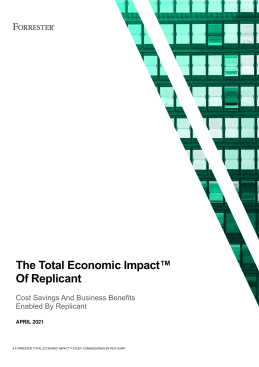 FORRESTER®
The Total Economic Impact™
Of Replicant
Cost Savings And Business Benefits
Enabled By Replicant
APRIL 2021
A FORRESTER TOTAL ECONOMIC IMPACT™ STUDY COMMISSIONED BY REPLICANT